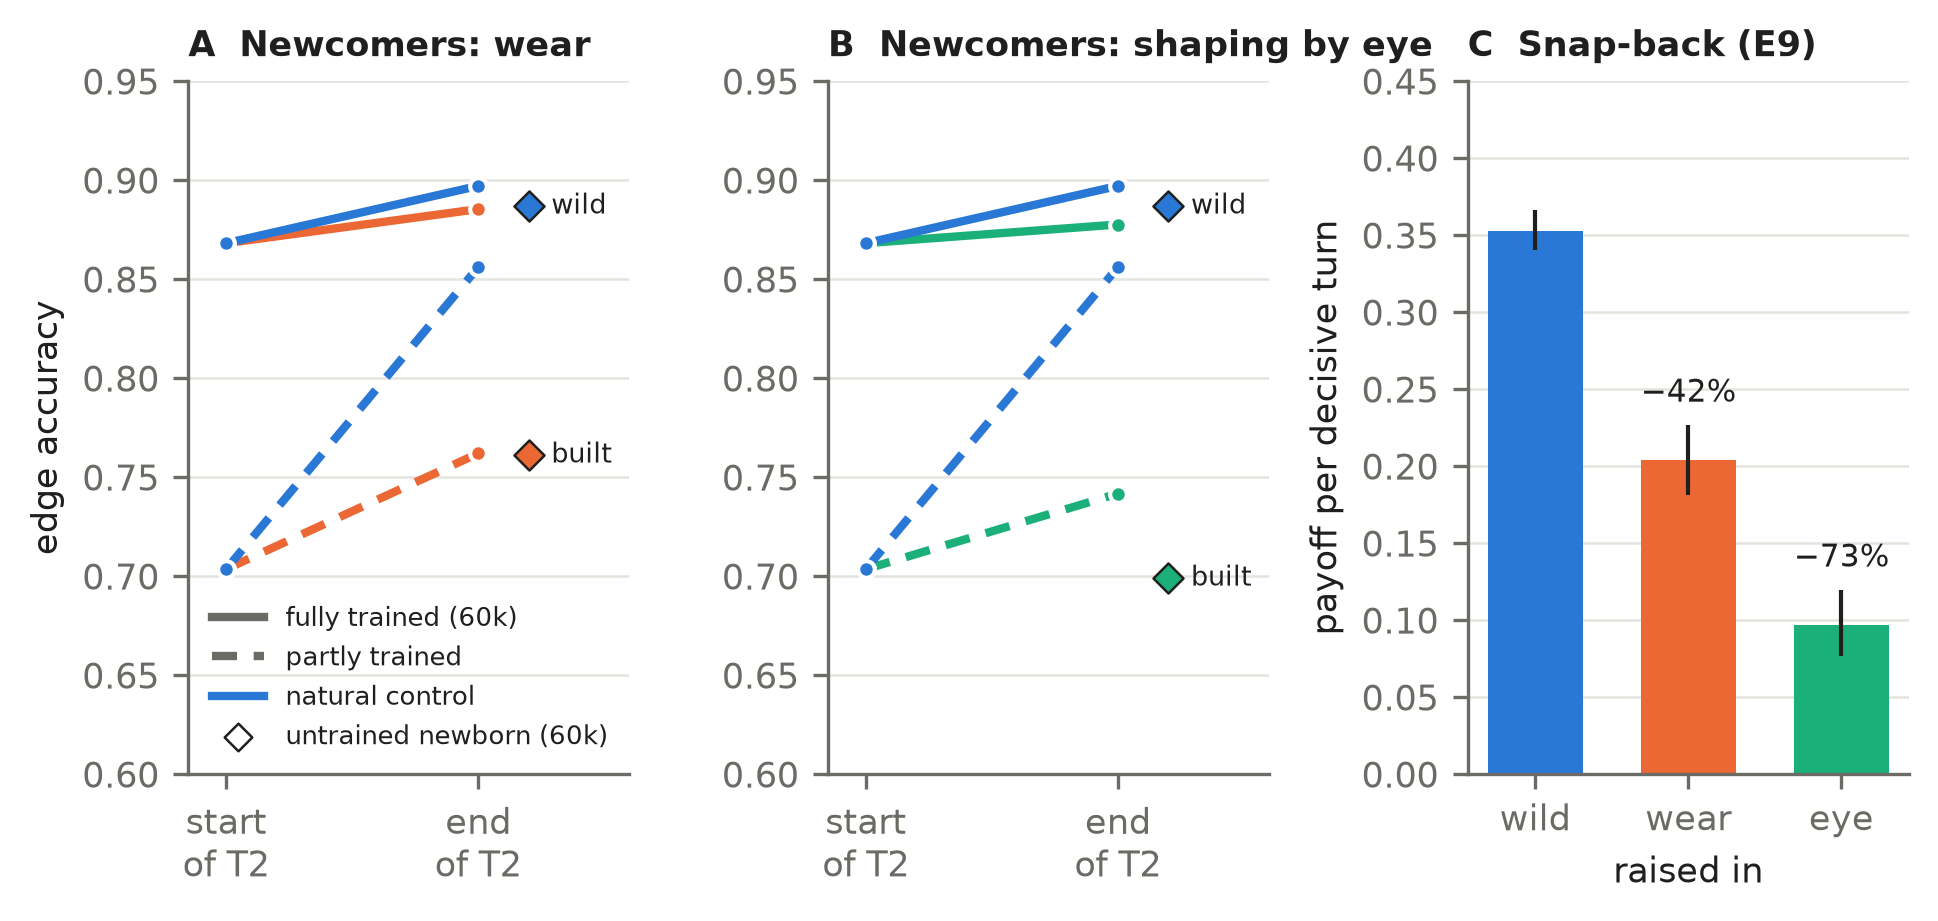 A  Newcomers: wear
edge accuracy
0.95
0.90
0.85
0.80
0.75
0.70
0.65
0.60
wild
built
fully trained (60k)
partly trained
natural control
untrained newborn (60k)
start
of T2
end
of T2
B  Newcomers: shaping by eye
0.95
0.90
0.85
0.80
0.75
0.70
0.65
0.60
wild
built
start
of T2
end
of T2
C  Snap-back (E9)
payoff per decisive turn
0.45
0.40
0.35
0.30
0.25
0.20
0.15
0.10
0.05
0.00
−42%
−73%
wild
wear
eye
raised in